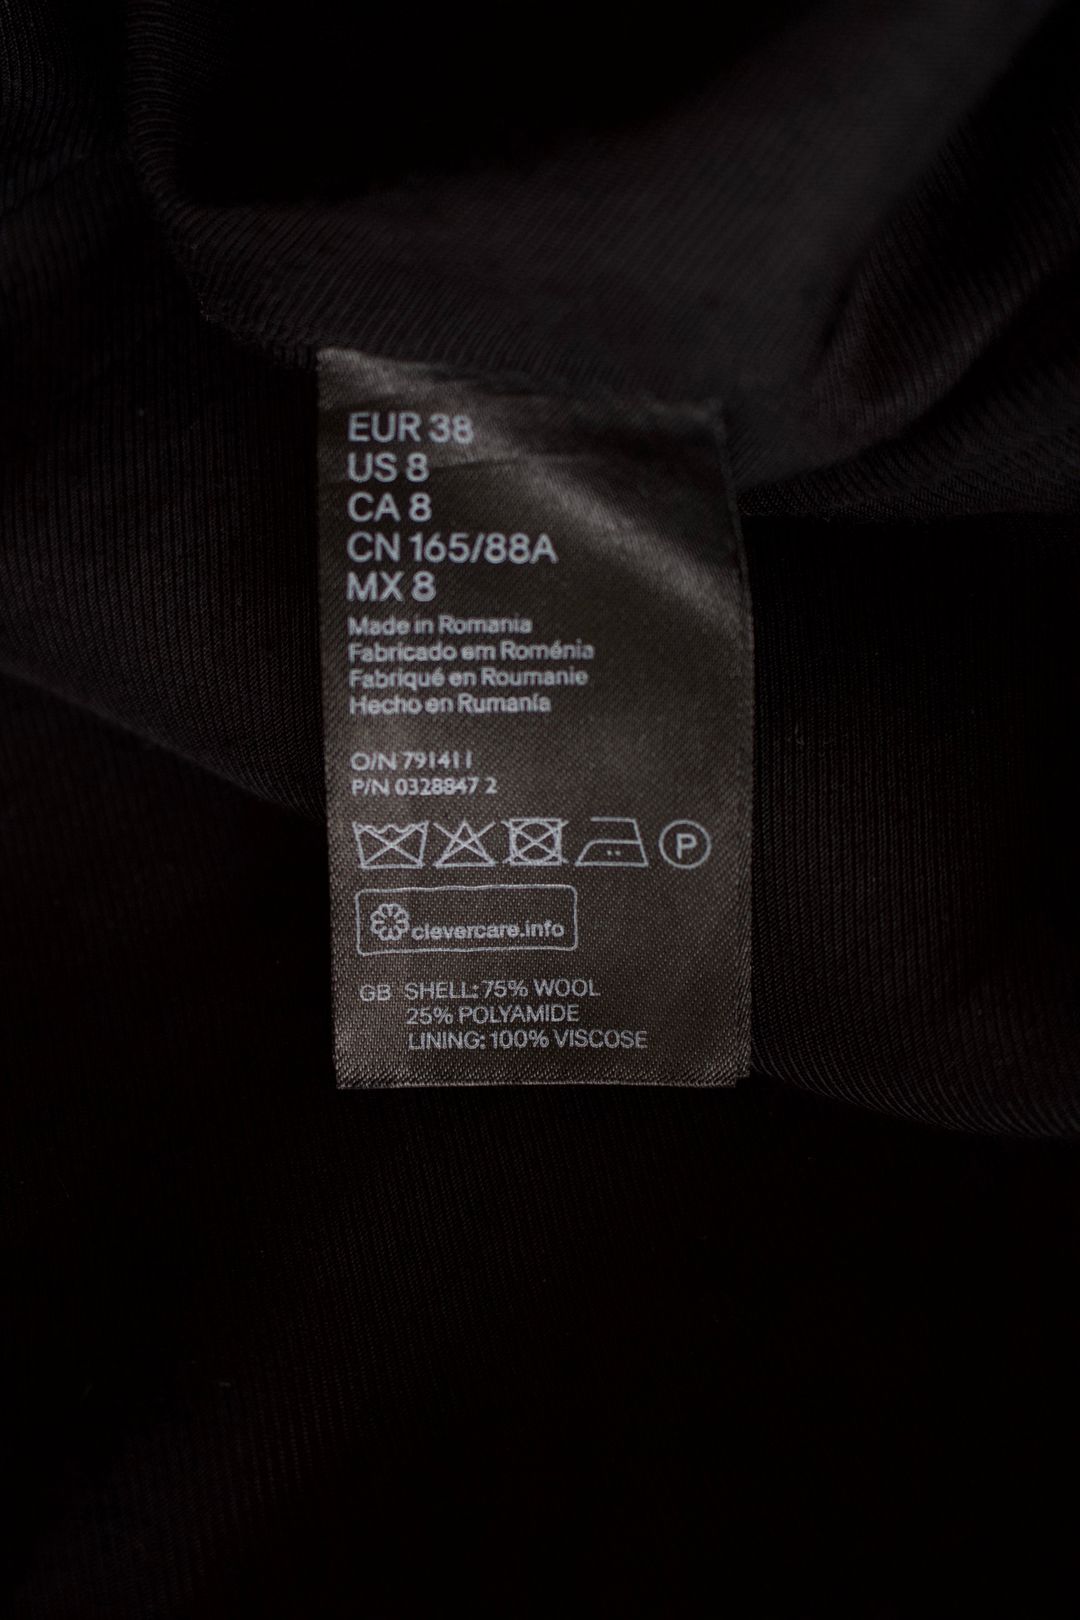 EUR 38
US 8
CA 8
CN 165/88A
MX 8
Made in Romania
Fabricado em Roménia
Fabriqué en Roumanie
Hecho en Rumanía
O/N 791411
P/N 0328847 2
P
clevercare.info
GB SHELL: 75% WOOL
25% POLYAMIDE
LINING: 100% VISCOSE